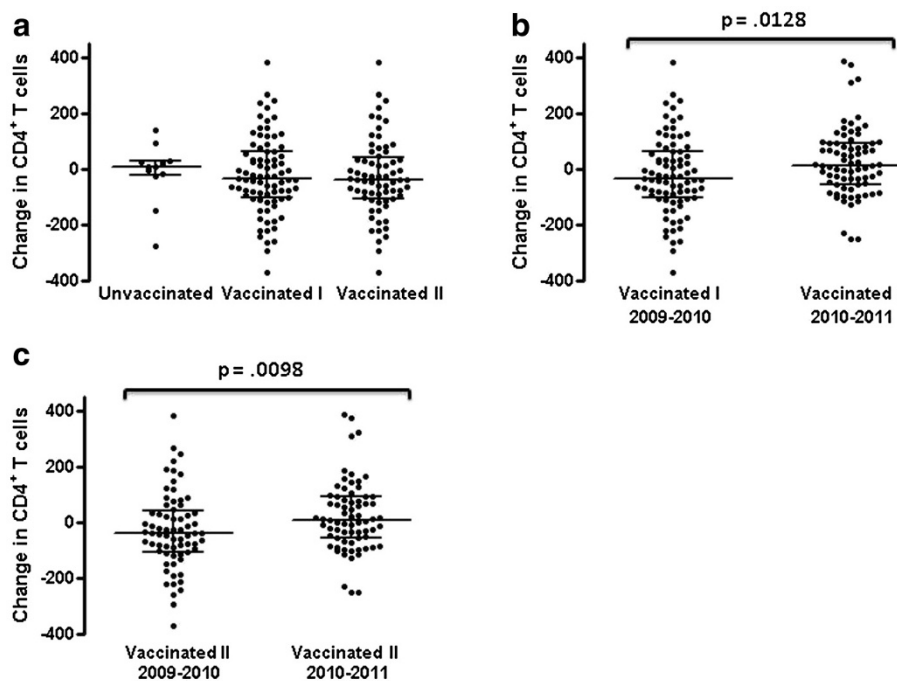 a
Change in CD4+ T cells
400
200
0
-200
-400
Unvaccinated Vaccinated I Vaccinated II
b
p = .0128
Change in CD4+ T cells
400
200
0
-200
-400
Vaccinated I Vaccinated
2009-2010 2010-2011
c
p = .0098
Change in CD4+ T cells
400
200
0
-200
-400
Vaccinated II Vaccinated II
2009-2010 2010-2011